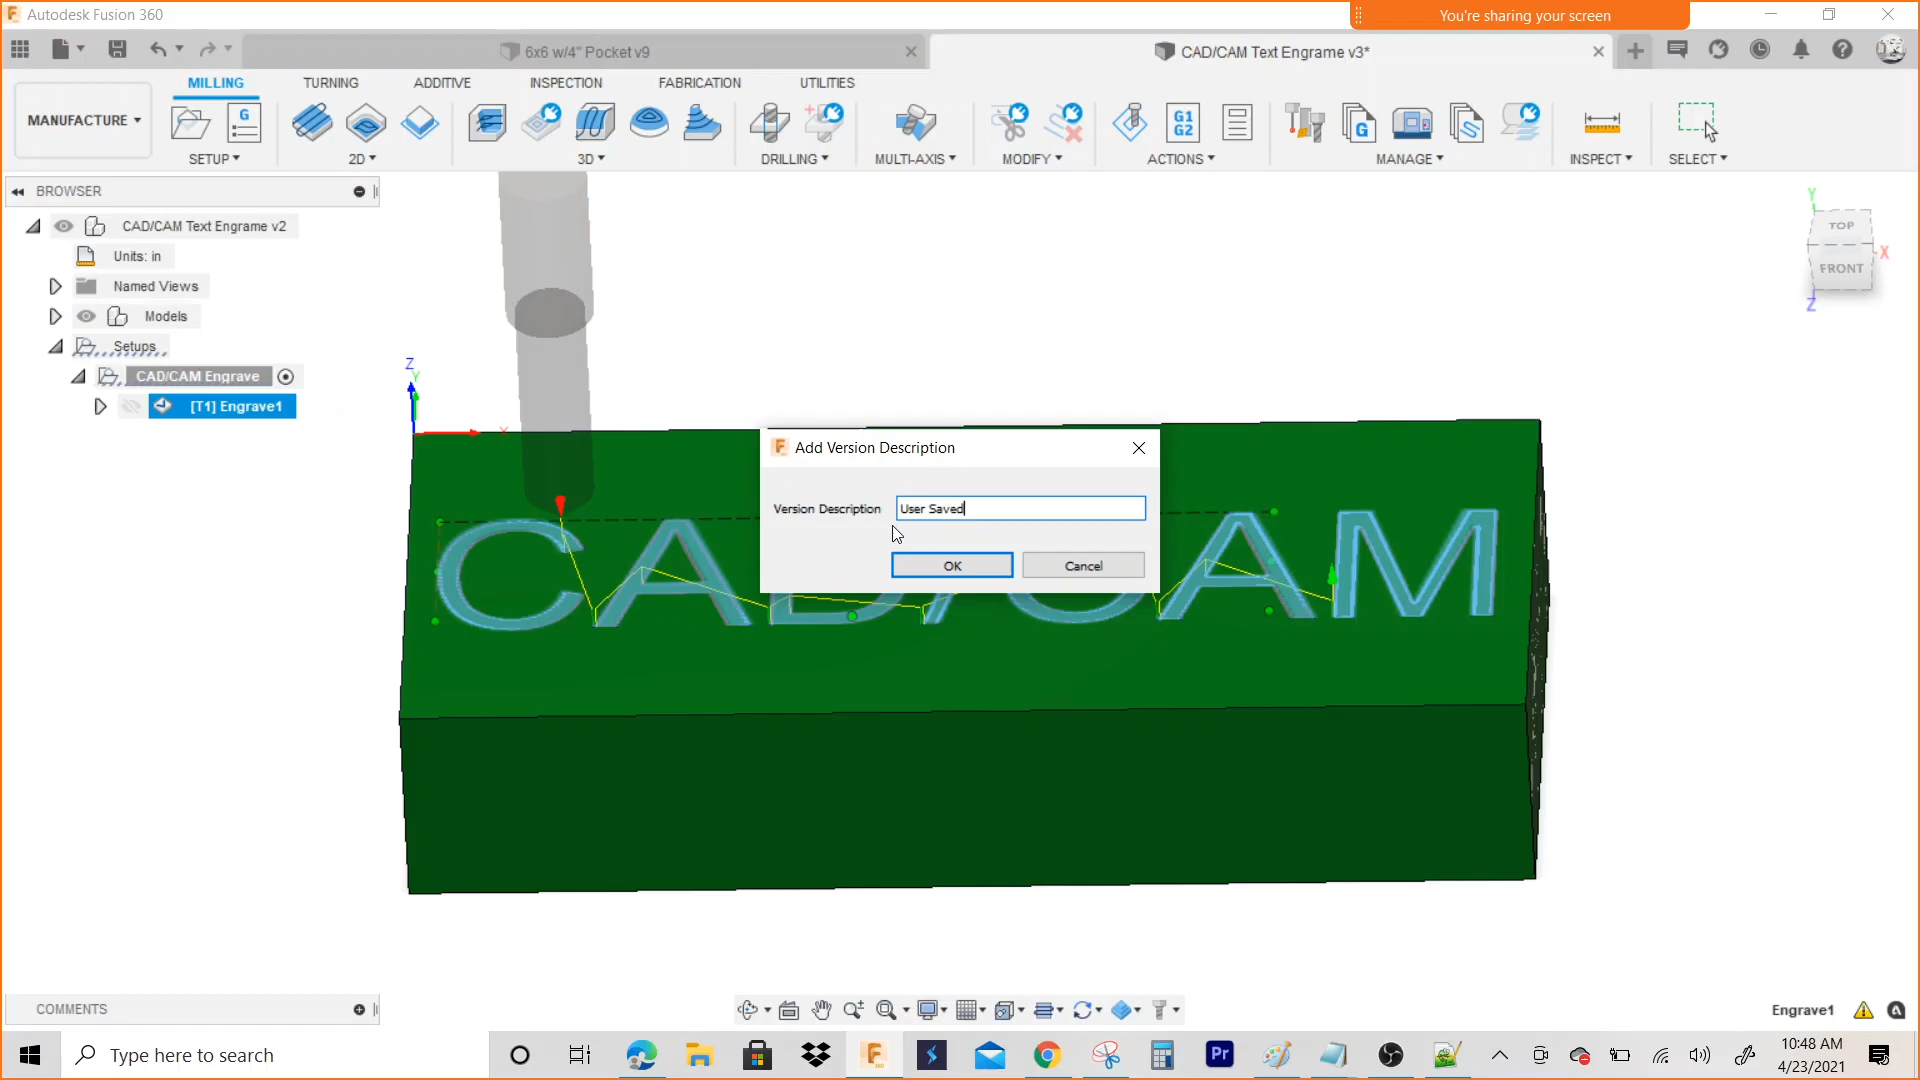 Autodesk Fusion 360
You're sharing your screen
6x6 w/4" Pocket v9
CAD/CAM Text Engrame v3*
MANUFACTURE
MILLING
TURNING
ADDITIVE
INSPECTION
FABRICATION
UTILITIES
G
G1
G2
G
SETUP
2D
3D
DRILLING
MULTI-AXIS
MODIFY
ACTIONS
MANAGE
INSPECT
SELECT
BROWSER
CAD/CAM Text Engrame v2
Units: in
Named Views
Models
Setups
CAD/CAM Engrave
[T1] Engrave1
Y
TOP
X
FRONT
Z
Z
Y
X
CAD/CAM
Add Version Description
Version Description
User Saved
OK
Cancel
COMMENTS
Engrave1
Type here to search
Pr
10:48 AM
4/23/2021